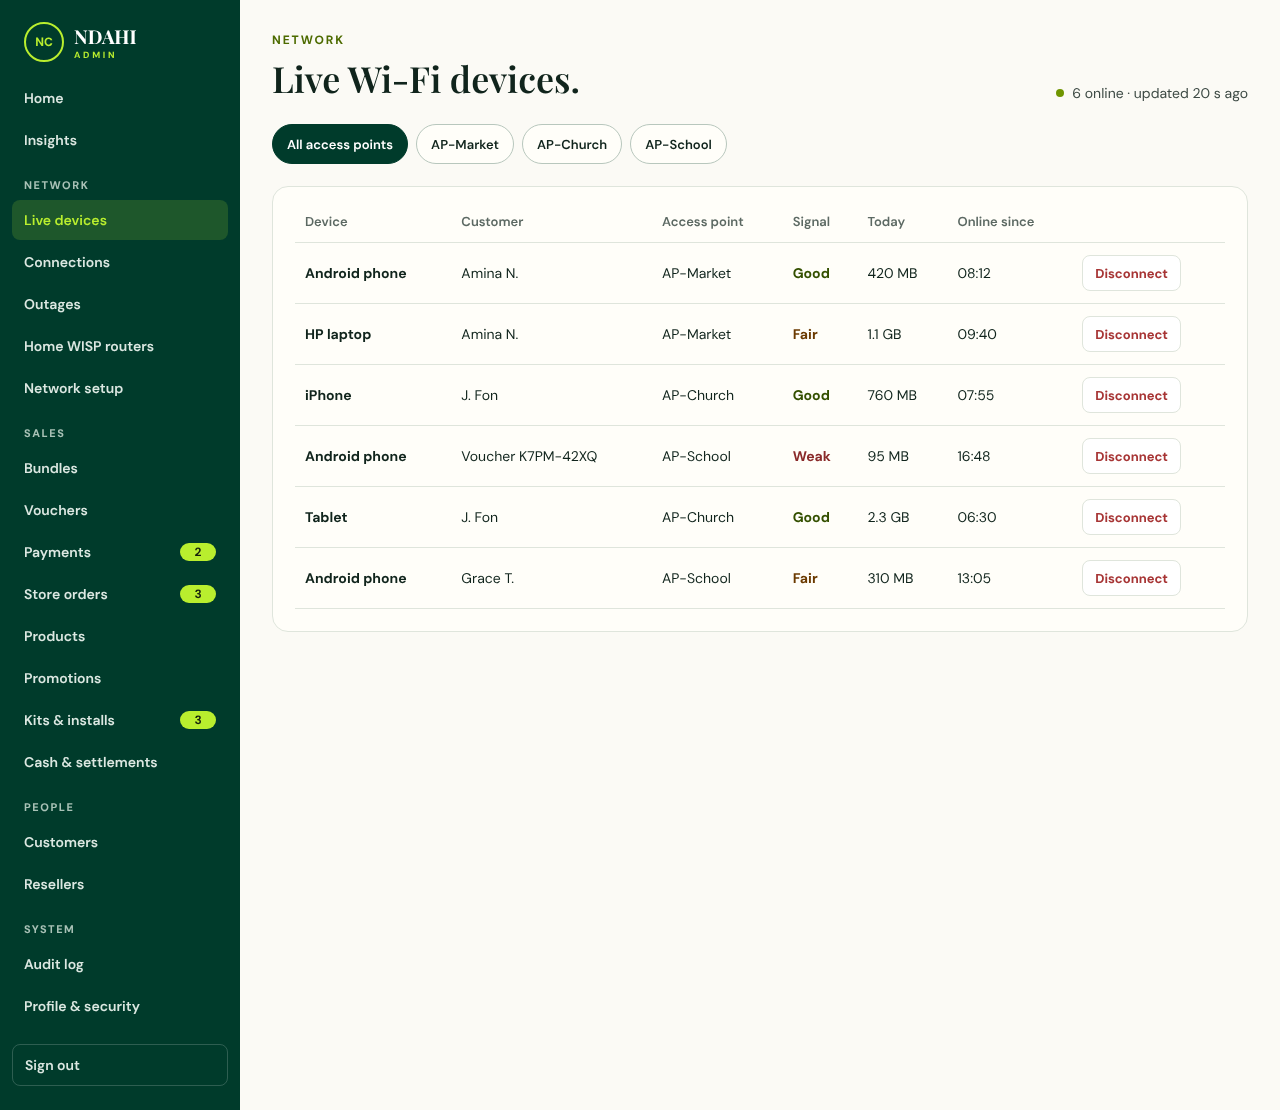 NC
NDAHI
ADMIN
Home
Insights
NETWORK
Live devices
Connections
Outages
Home WISP routers
Network setup
SALES
Bundles
Vouchers
Payments 2
Store orders 3
Products
Promotions
Kits & installs 3
Cash & settlements
PEOPLE
Customers
Resellers
SYSTEM
Audit log
Profile & security
Sign out
NETWORK
Live Wi-Fi devices.
6 online · updated 20 s ago
All access points AP-Market AP-Church AP-School
Device Customer Access point Signal Today Online since
Android phone Amina N. AP-Market Good 420 MB 08:12 Disconnect
HP laptop Amina N. AP-Market Fair 1.1 GB 09:40 Disconnect
iPhone J. Fon AP-Church Good 760 MB 07:55 Disconnect
Android phone Voucher K7PM-42XQ AP-School Weak 95 MB 16:48 Disconnect
Tablet J. Fon AP-Church Good 2.3 GB 06:30 Disconnect
Android phone Grace T. AP-School Fair 310 MB 13:05 Disconnect